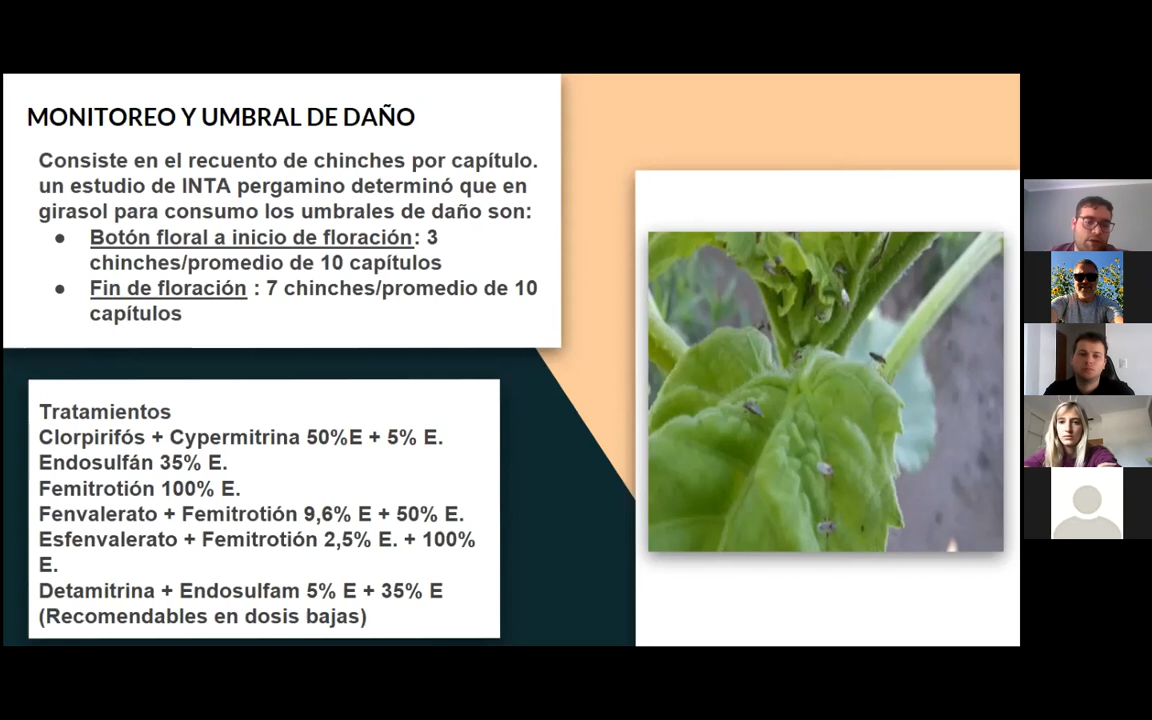 MONITOREO Y UMBRAL DE DAÑO
Consiste en el recuento de chinches por capítulo.
un estudio de INTA pergamino determinó que en
girasol para consumo los umbrales de daño son:
● Botón floral a inicio de floración: 3
chinches/promedio de 10 capítulos
● Fin de floración : 7 chinches/promedio de 10
capítulos
Tratamientos
Clorpirifós + Cypermitrina 50%E + 5% E.
Endosulfán 35% E.
Femitrotión 100% E.
Fenvalerato + Femitrotión 9,6% E + 50% E.
Esfenvalerato + Femitrotión 2,5% E. + 100%
E.
Detamitrina + Endosulfam 5% E + 35% E
(Recomendables en dosis bajas)